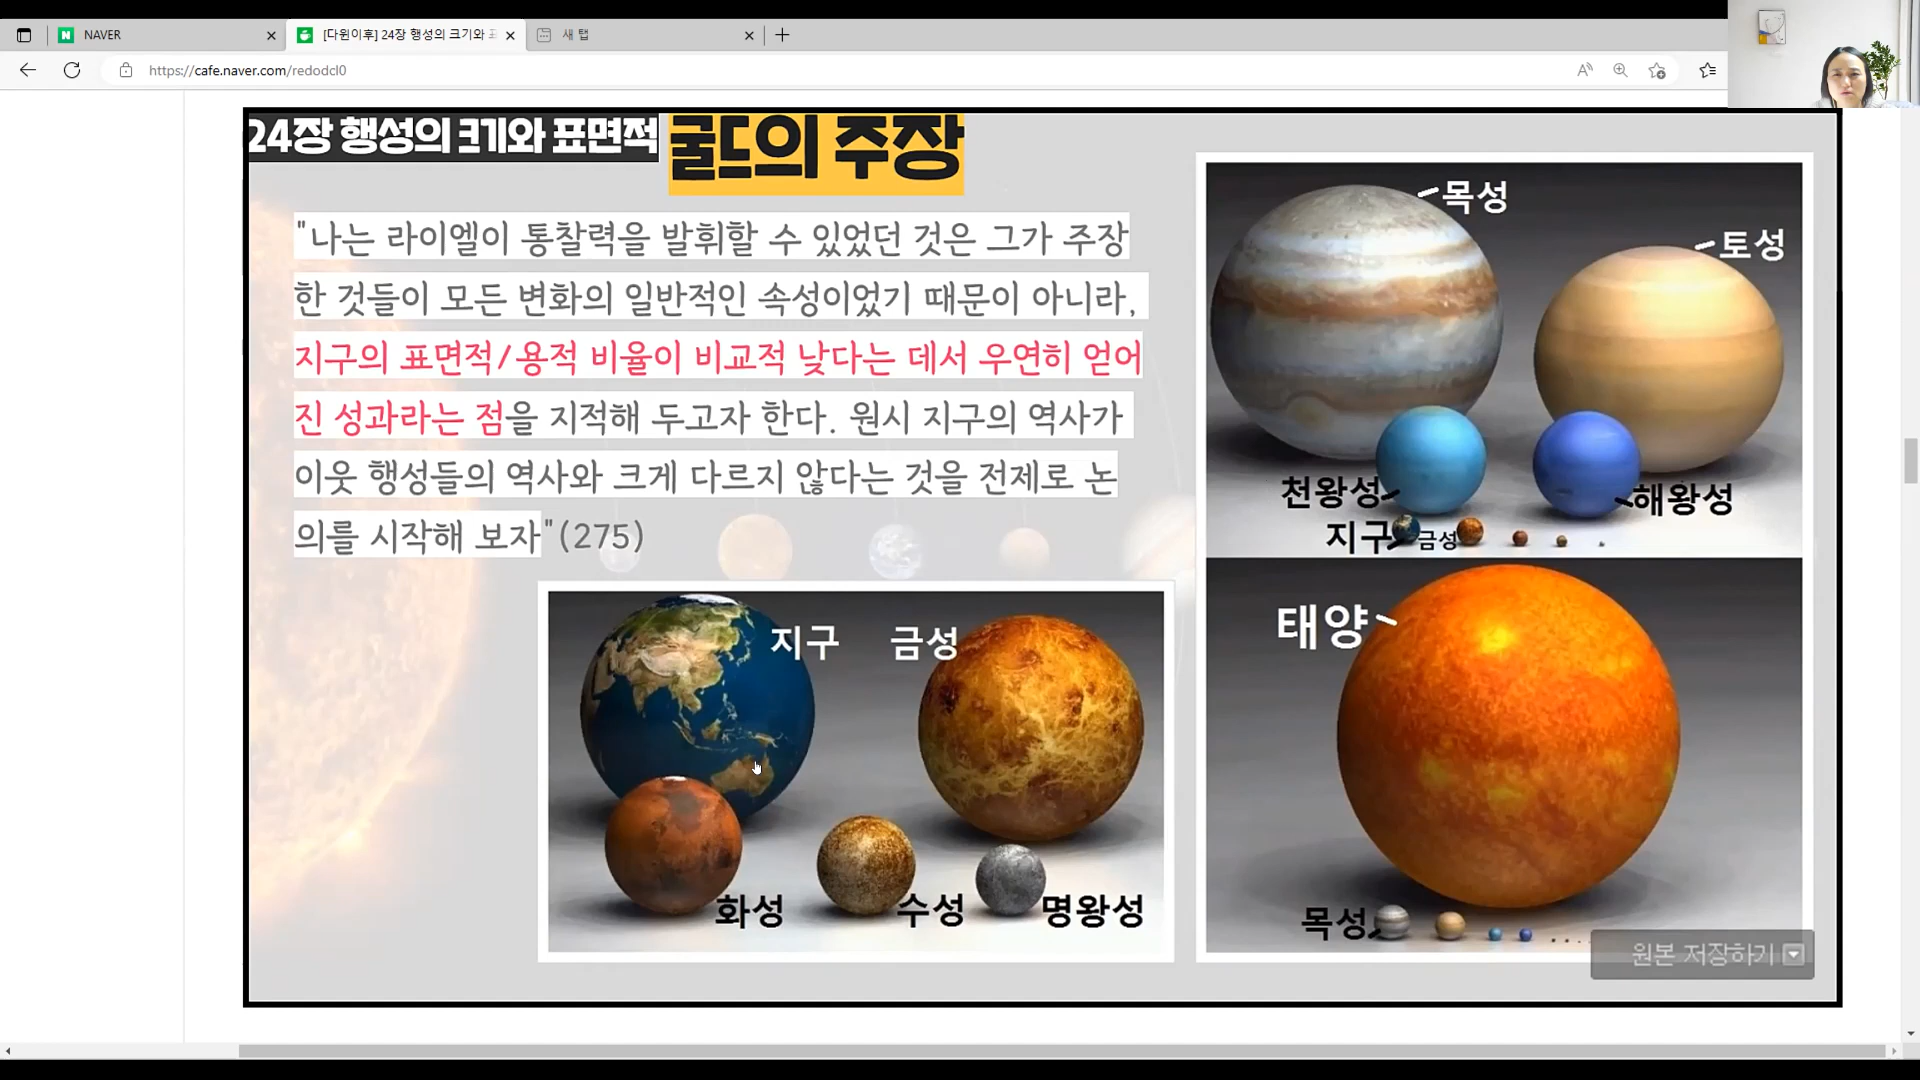 NAVER
[다윈이후] 24장 행성의 크기와 표
새 탭
https://cafe.naver.com/redodcl0
24장 행성의 크기와 표면적
굴드의 주장
"나는 라이엘이 통찰력을 발휘할 수 있었던 것은 그가 주장
한 것들이 모든 변화의 일반적인 속성이었기 때문이 아니라,
지구의 표면적/용적 비율이 비교적 낮다는 데서 우연히 얻어
진 성과라는 점을 지적해 두고자 한다. 원시 지구의 역사가
이웃 행성들의 역사와 크게 다르지 않다는 것을 전제로 논
의를 시작해 보자"(275)
목성
토성
천왕성
해왕성
지구
금성
지구
금성
화성
수성
명왕성
태양
목성
원본 저장하기